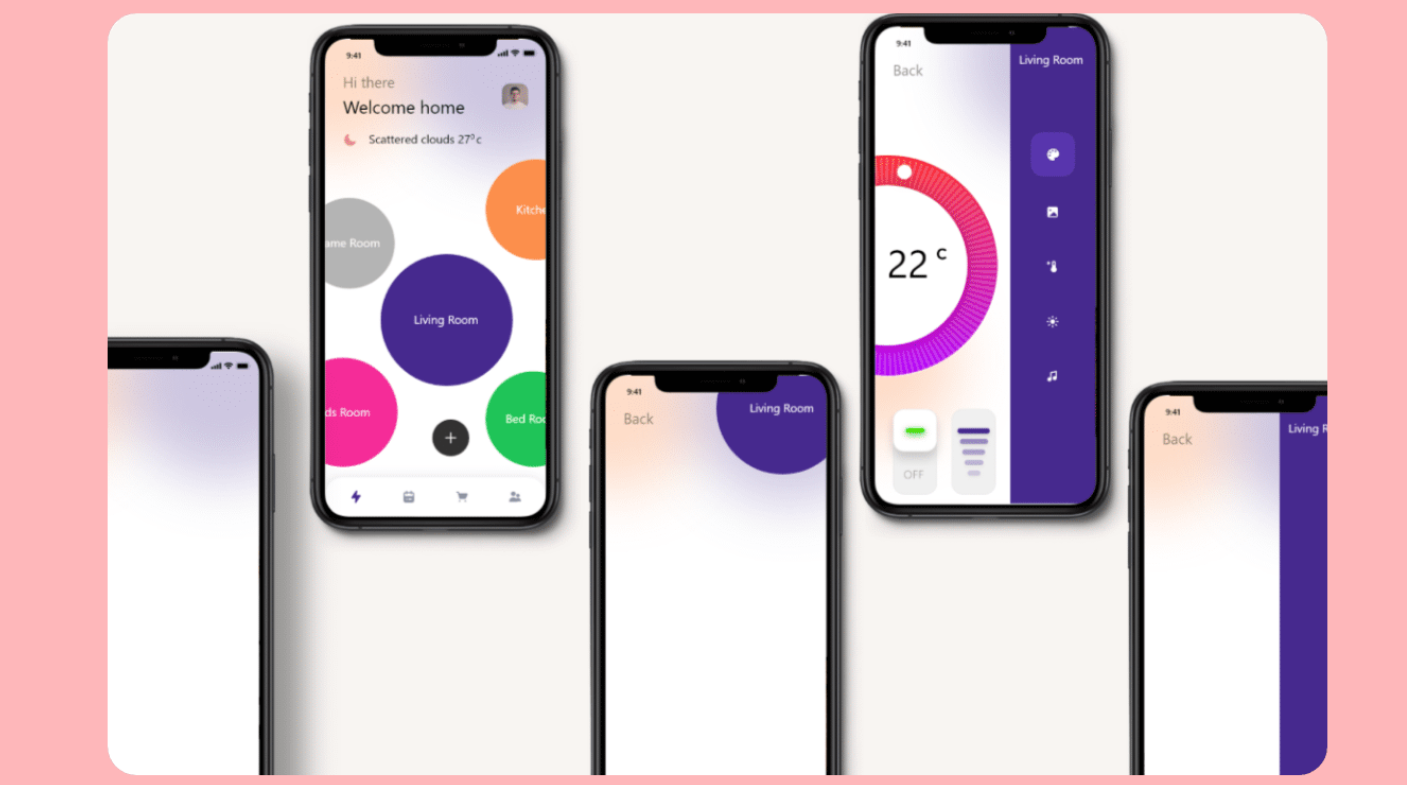 9:41
Hi there
Welcome home
Scattered clouds 27°c
Kitche
ame Room
Living Room
ds Room
Bed Roo
+
9:41
Back
Living Room
9:41
Back
Living Room
22 c
OFF
9:41
Back
Living R